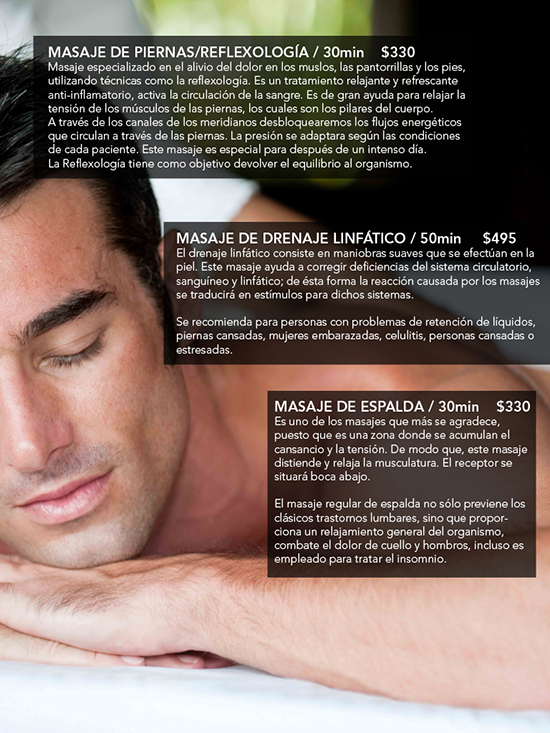 MASAJE DE PIERNAS/REFLEXOLOGÍA / 30min $330
Masaje especializado en el alivio del dolor en los muslos, las pantorrillas y los pies,
utilizando técnicas como la reflexología. Es un tratamiento relajante y refrescante
anti-inflamatorio, activa la circulación de la sangre. Es de gran ayuda para relajar la
tensión de los músculos de las piernas, los cuales son los pilares del cuerpo.
A través de los canales de los meridianos desbloquearemos los flujos energéticos
que circulan a través de las piernas. La presión se adaptara según las condiciones
de cada paciente. Este masaje es especial para después de un intenso día.
La Reflexología tiene como objetivo devolver el equilibrio al organismo.
MASAJE DE DRENAJE LINFÁTICO / 50min $495
El drenaje linfático consiste en maniobras suaves que se efectúan en la
piel. Este masaje ayuda a corregir deficiencias del sistema circulatorio,
sanguíneo y linfático; de ésta forma la reacción causada por los masajes
se traducirá en estímulos para dichos sistemas.
Se recomienda para personas con problemas de retención de líquidos,
piernas cansadas, mujeres embarazadas, celulitis, personas cansadas o
estresadas.
MASAJE DE ESPALDA / 30min $330
Es uno de los masajes que más se agradece,
puesto que es una zona donde se acumulan el
cansancio y la tensión. De modo que, este masaje
distiende y relaja la musculatura. El receptor se
situará boca abajo.
El masaje regular de espalda no sólo previene los
clásicos trastornos lumbares, sino que propor-
ciona un relajamiento general del organismo,
combate el dolor de cuello y hombros, incluso es
empleado para tratar el insomnio.